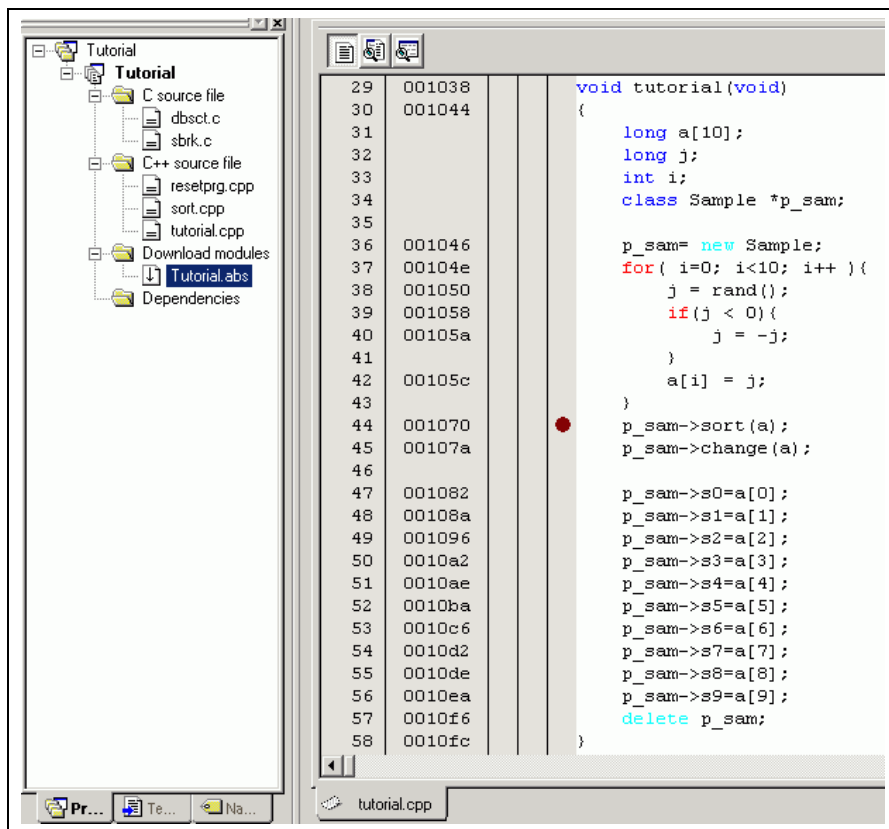 Tutorial
Tutorial
C source file
dbsct.c
sbrk.c
C++ source file
resetprg.cpp
sort.cpp
tutorial.cpp
Download modules
Tutorial.abs
Dependencies
Pr...
Te...
Na...
29 001038 void tutorial(void)
30 001044 {
31 long a[10];
32 long j;
33 int i;
34 class Sample *p_sam;
35
36 001046 p_sam= new Sample;
37 00104e for( i=0; i<10; i++ ){
38 001050 j = rand();
39 001058 if(j < 0){
40 00105a j = -j;
41 }
42 00105c a[i] = j;
43 }
44 001070 p_sam->sort(a);
45 00107a p_sam->change(a);
46
47 001082 p_sam->s0=a[0];
48 00108a p_sam->s1=a[1];
49 001096 p_sam->s2=a[2];
50 0010a2 p_sam->s3=a[3];
51 0010ae p_sam->s4=a[4];
52 0010ba p_sam->s5=a[5];
53 0010c6 p_sam->s6=a[6];
54 0010d2 p_sam->s7=a[7];
55 0010de p_sam->s8=a[8];
56 0010ea p_sam->s9=a[9];
57 0010f6 delete p_sam;
58 0010fc }
tutorial.cpp